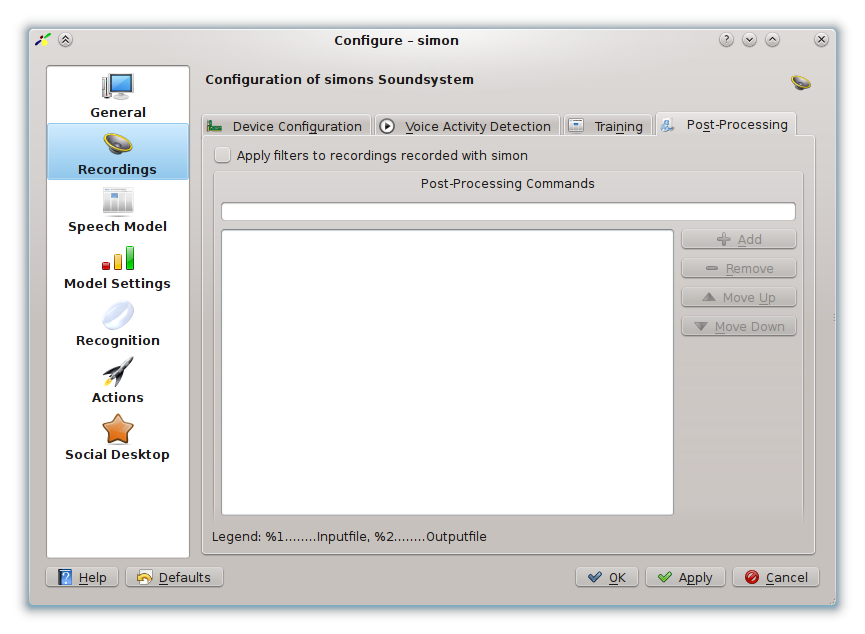 Configure – simon
General
Recordings
Speech Model
Model Settings
Recognition
Actions
Social Desktop
Configuration of simons Soundsystem
Device Configuration
Voice Activity Detection
Training
Post-Processing
Apply filters to recordings recorded with simon
Post-Processing Commands
Add
Remove
Move Up
Move Down
Legend: %1........Inputfile, %2........Outputfile
Help
Defaults
OK
Apply
Cancel